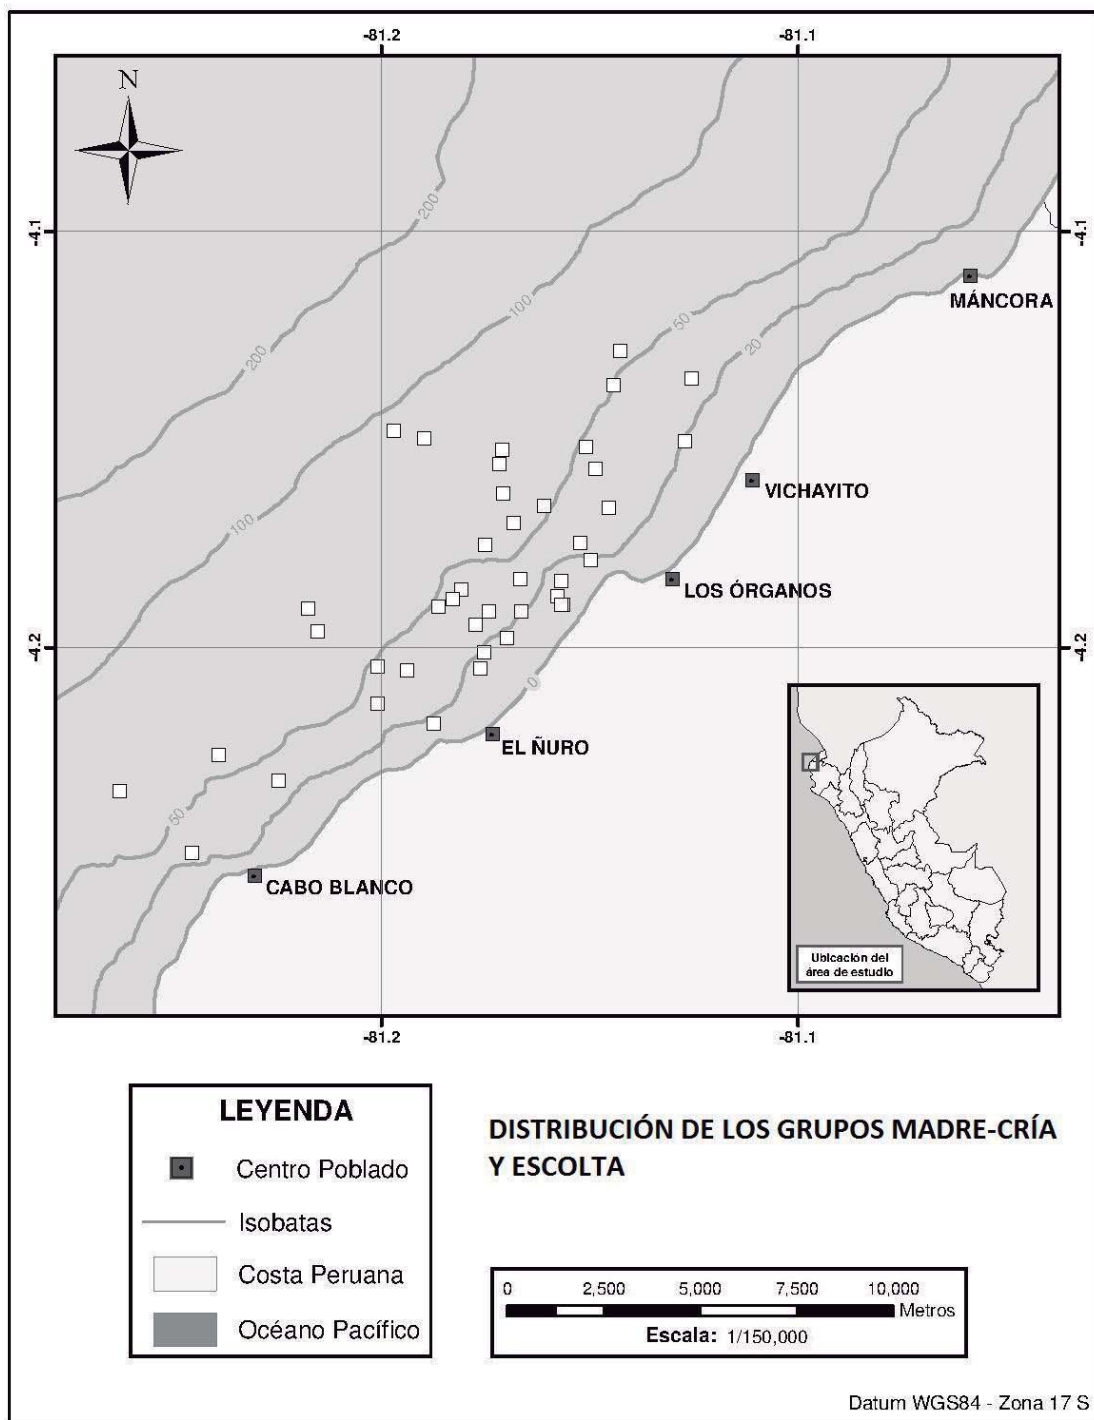 -81.2
-81.1
N
200
-4.1
-4.1
MÁNCORA
100
50
20
200
VICHAYITO
100
LOS ÓRGANOS
-4.2
-4.2
0
EL ÑURO
50
CABO BLANCO
Ubicación del
área de estudio
-81.2
-81.1
LEYENDA
Centro Poblado
Isobatas
Costa Peruana
Océano Pacífico
DISTRIBUCIÓN DE LOS GRUPOS MADRE-CRÍA
Y ESCOLTA
0 2,500 5,000 7,500 10,000
Metros
Escala: 1/150,000
Datum WGS84 - Zona 17 S